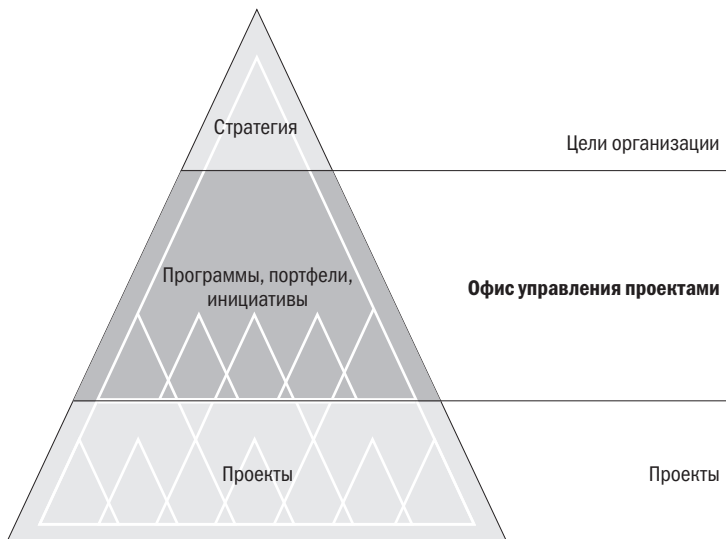 Стратегия
Цели организации
Программы, портфели,
инициативы
Офис управления проектами
Проекты
Проекты